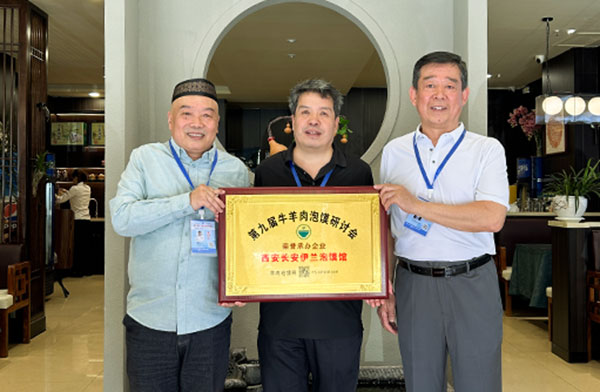 第九届牛羊肉泡馍研讨会
荣誉承办企业
西安长安伊兰泡馍馆